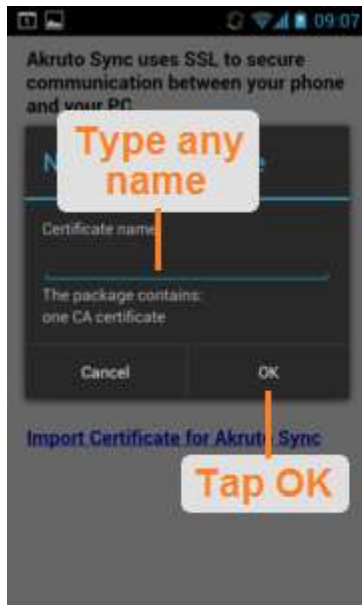 09:07
Akruto Sync uses SSL to secure
communication between your phone
and your PC
Type any
name
Certificate name
The package contains:
one CA certificate
Cancel
OK
Import Certificate for Akruto Sync
Tap OK